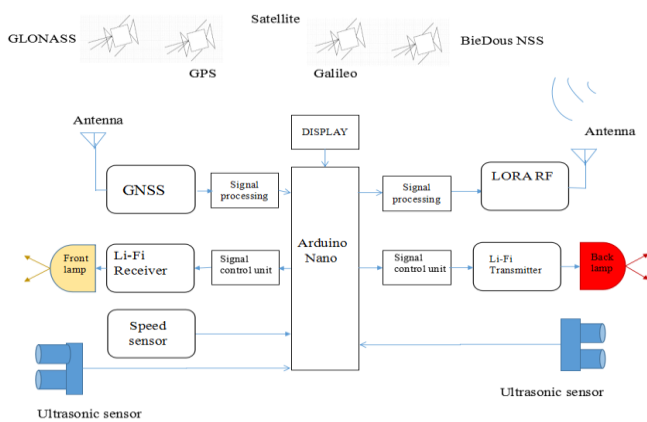 Satellite
GLONASS
BieDous NSS
GPS
Galileo
Antenna
DISPLAY
Antenna
GNSS
Signal
processing
Arduino
Nano
Signal
processing
LORA RF
Front
lamp
Li-Fi
Receiver
Signal
control unit
Signal
control unit
Li-Fi
Transmitter
Back
lamp
Speed
sensor
Ultrasonic sensor
Ultrasonic sensor